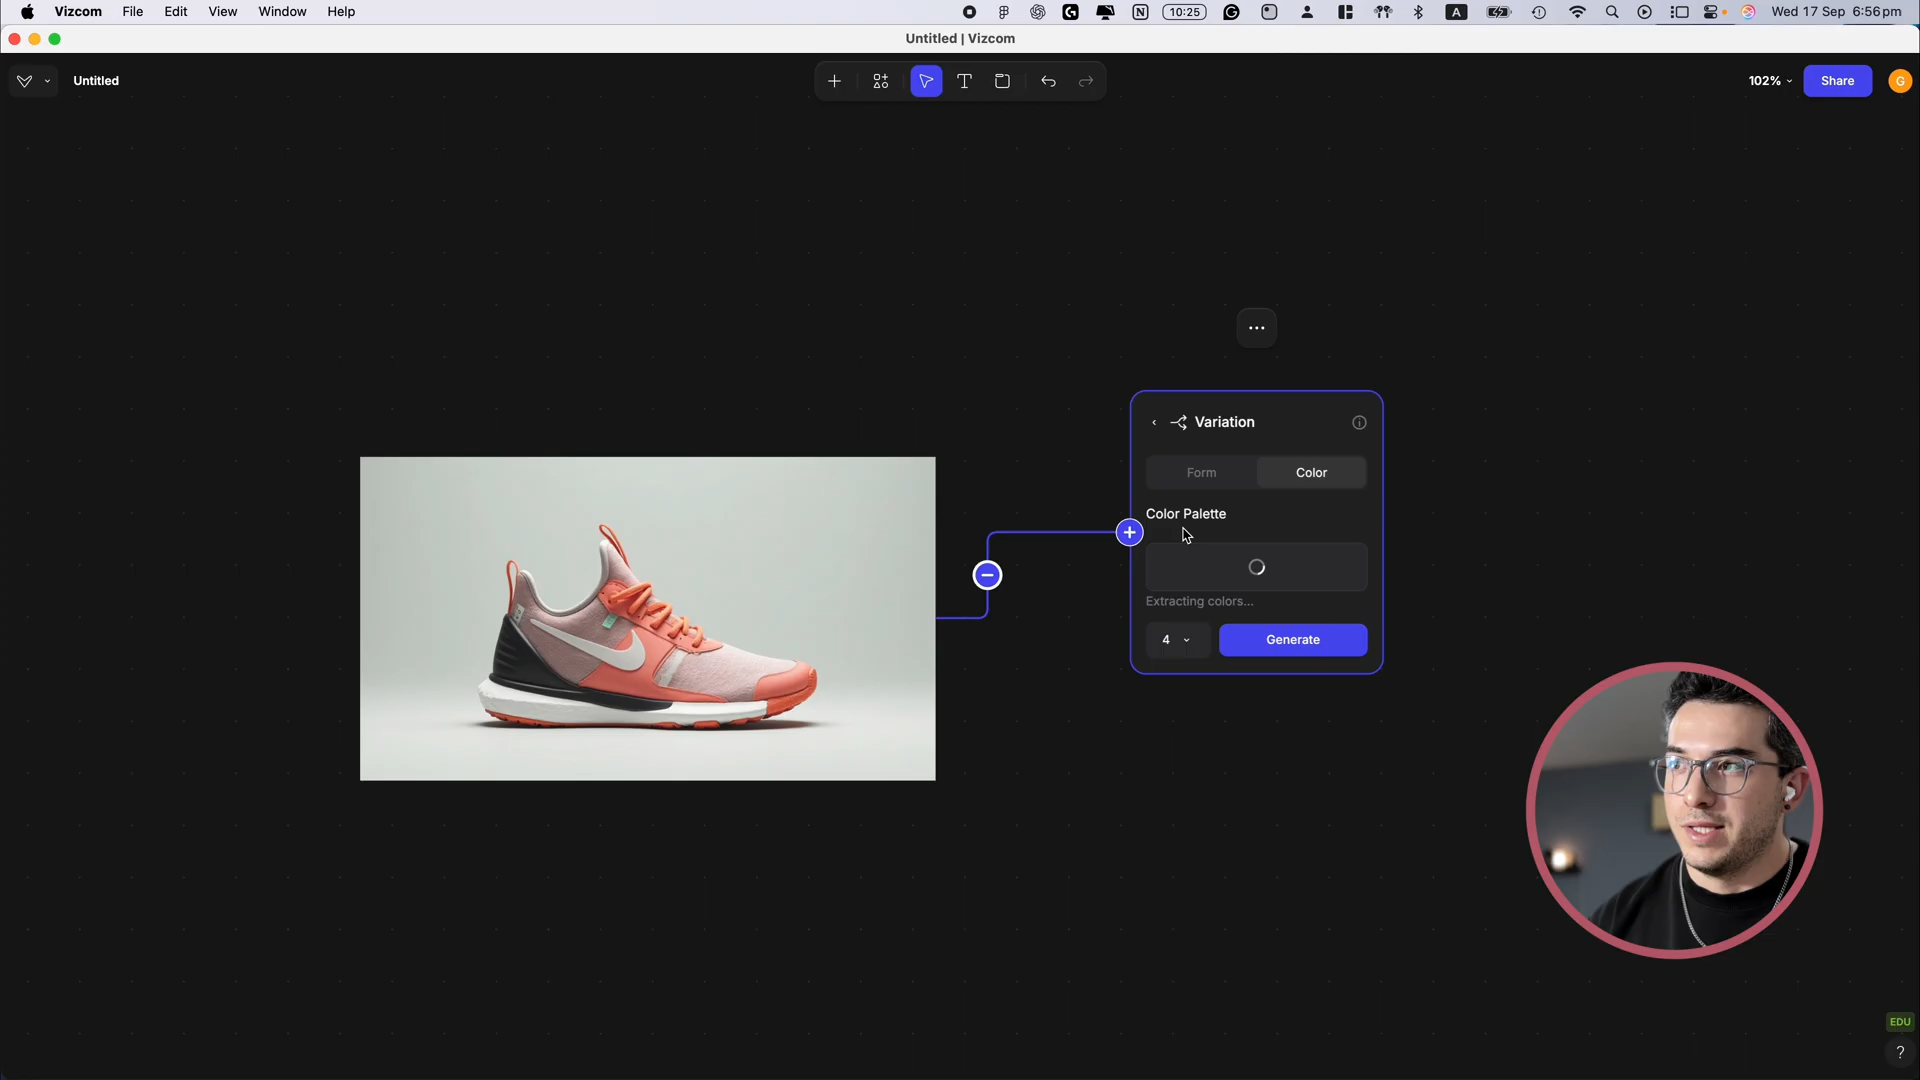 Vizcom File Edit View Window Help 10:25 A Wed 17 Sep 6:56pm
Untitled | Vizcom
Untitled 102% Share G
Variation
Form Color
Color Palette
Extracting colors...
4 Generate
EDU
?